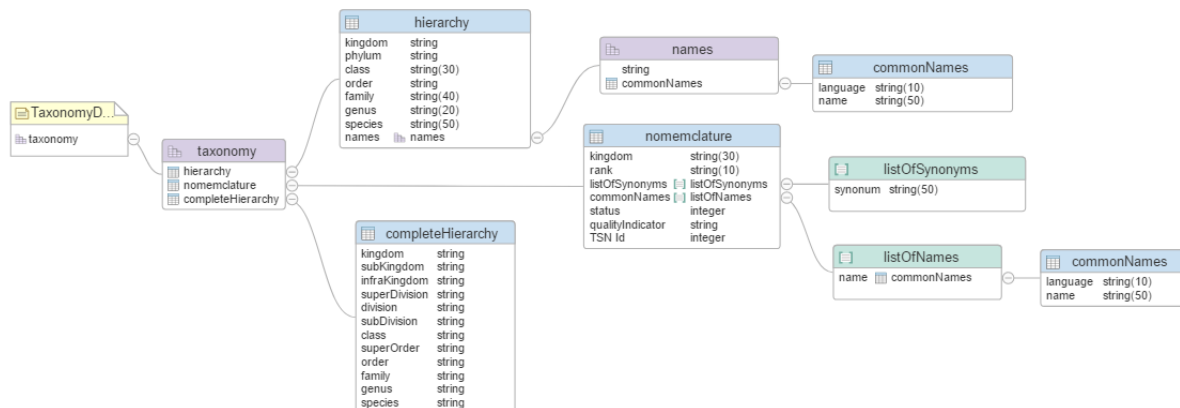 TaxonomyD...
taxonomy
taxonomy
hierarchy
nomemclature
completeHierarchy
hierarchy
kingdom string
phylum string
class string(30)
order string
family string(40)
genus string(20)
species string(50)
names names
names
string
commonNames
commonNames
language string(10)
name string(50)
nomemclature
kingdom string(30)
rank string(10)
listOfSynonyms listOfSynonyms
commonNames listOfNames
status integer
qualityIndicator string
TSN Id integer
listOfSynonyms
synonum string(50)
listOfNames
name commonNames
commonNames
language string(10)
name string(50)
completeHierarchy
kingdom string
subKingdom string
infraKingdom string
superDivision string
division string
subDivision string
class string
superOrder string
order string
family string
genus string
species string